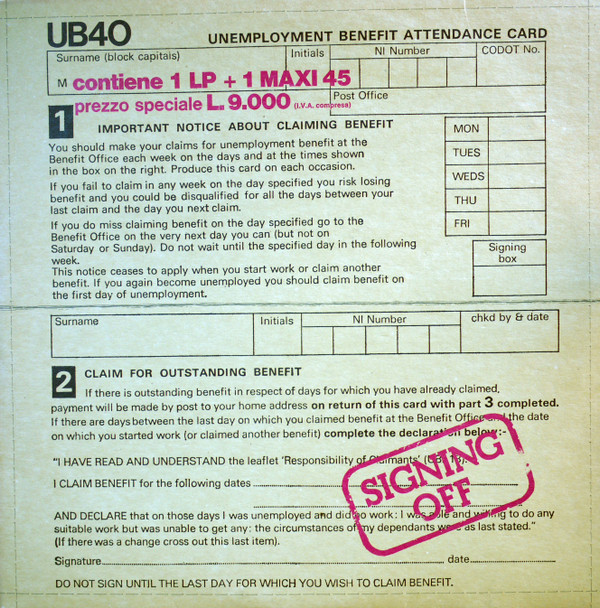 UB40
UNEMPLOYMENT BENEFIT ATTENDANCE CARD
Surname (block capitals)
Initials
NI Number
CODOT No.
M contiene 1 LP + 1 MAXI 45
prezzo speciale L. 9.000 (I.V.A. compresa)
Post Office
1 IMPORTANT NOTICE ABOUT CLAIMING BENEFIT
You should make your claims for unemployment benefit at the
Benefit Office each week on the days and at the times shown
in the box on the right. Produce this card on each occasion.
If you fail to claim in any week on the day specified you risk losing
benefit and you could be disqualified for all the days between your
last claim and the day you next claim.
If you do miss claiming benefit on the day specified go to the
Benefit Office on the very next day you can (but not on
Saturday or Sunday). Do not wait until the specified day in the following
week.
This notice ceases to apply when you start work or claim another
benefit. If you again become unemployed you should claim benefit on
the first day of unemployment.
MON
TUES
WEDS
THU
FRI
Signing
box
Surname
Initials
NI Number
chkd by & date
2 CLAIM FOR OUTSTANDING BENEFIT
If there is outstanding benefit in respect of days for which you have already claimed,
payment will be made by post to your home address on return of this card with part 3 completed.
If there are days between the last day on which you claimed benefit at the Benefit Office and the date
on which you started work (or claimed another benefit) complete the declaration below:-
"I HAVE READ AND UNDERSTAND the leaflet 'Responsibility of Claimants'
I CLAIM BENEFIT for the following dates
SIGNING
OFF
AND DECLARE that on those days I was unemployed and did no work: I was able and willing to do any
suitable work but was unable to get any: the circumstances of my dependants were as last stated."
(If there was a change cross out this last item).
Signature
date
DO NOT SIGN UNTIL THE LAST DAY FOR WHICH YOU WISH TO CLAIM BENEFIT.